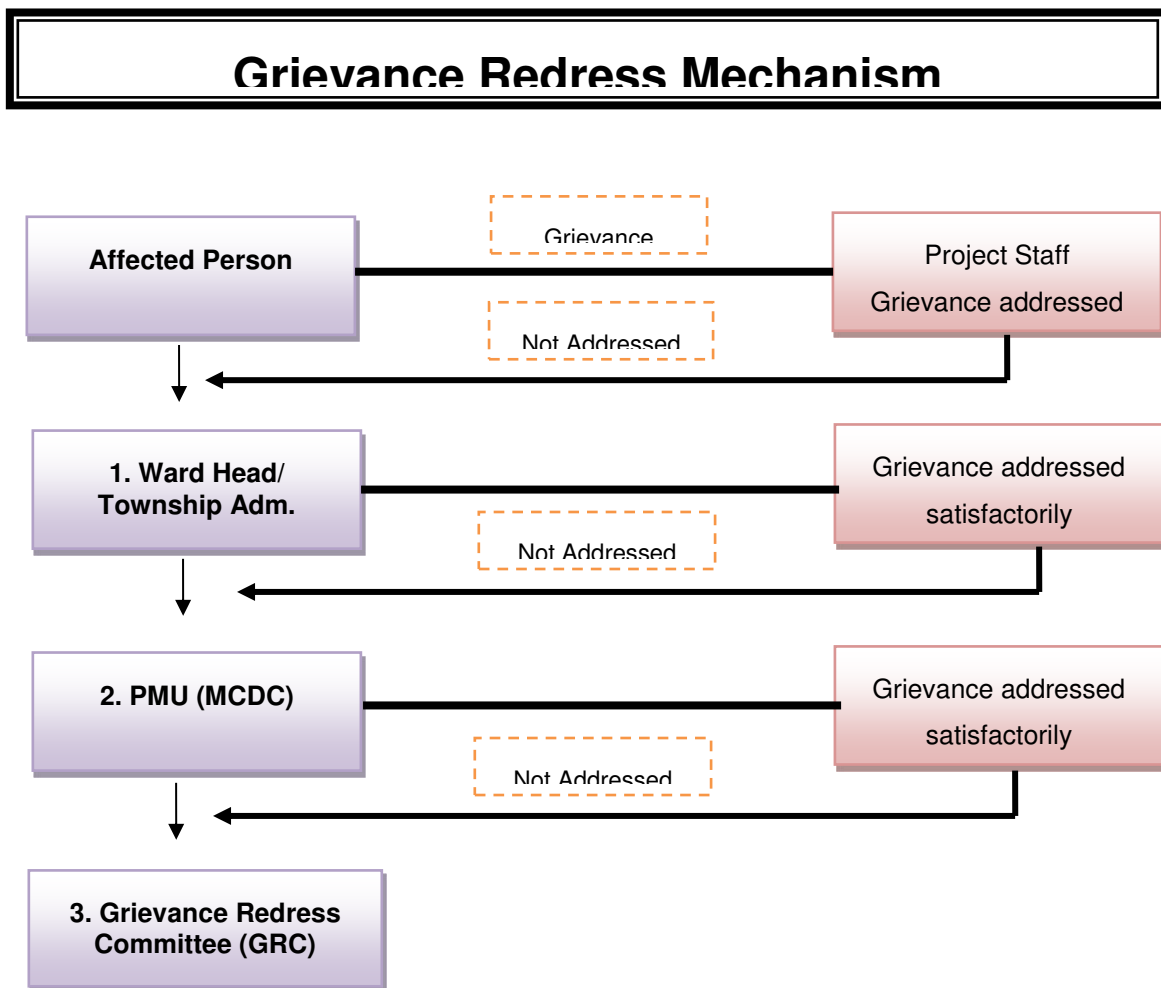 Grievance Redress Mechanism
Grievance
Affected Person
Project Staff
Grievance addressed
Not Addressed
1. Ward Head/
Township Adm.
Grievance addressed
satisfactorily
Not Addressed
2. PMU (MCDC)
Grievance addressed
satisfactorily
Not Addressed
3. Grievance Redress
Committee (GRC)